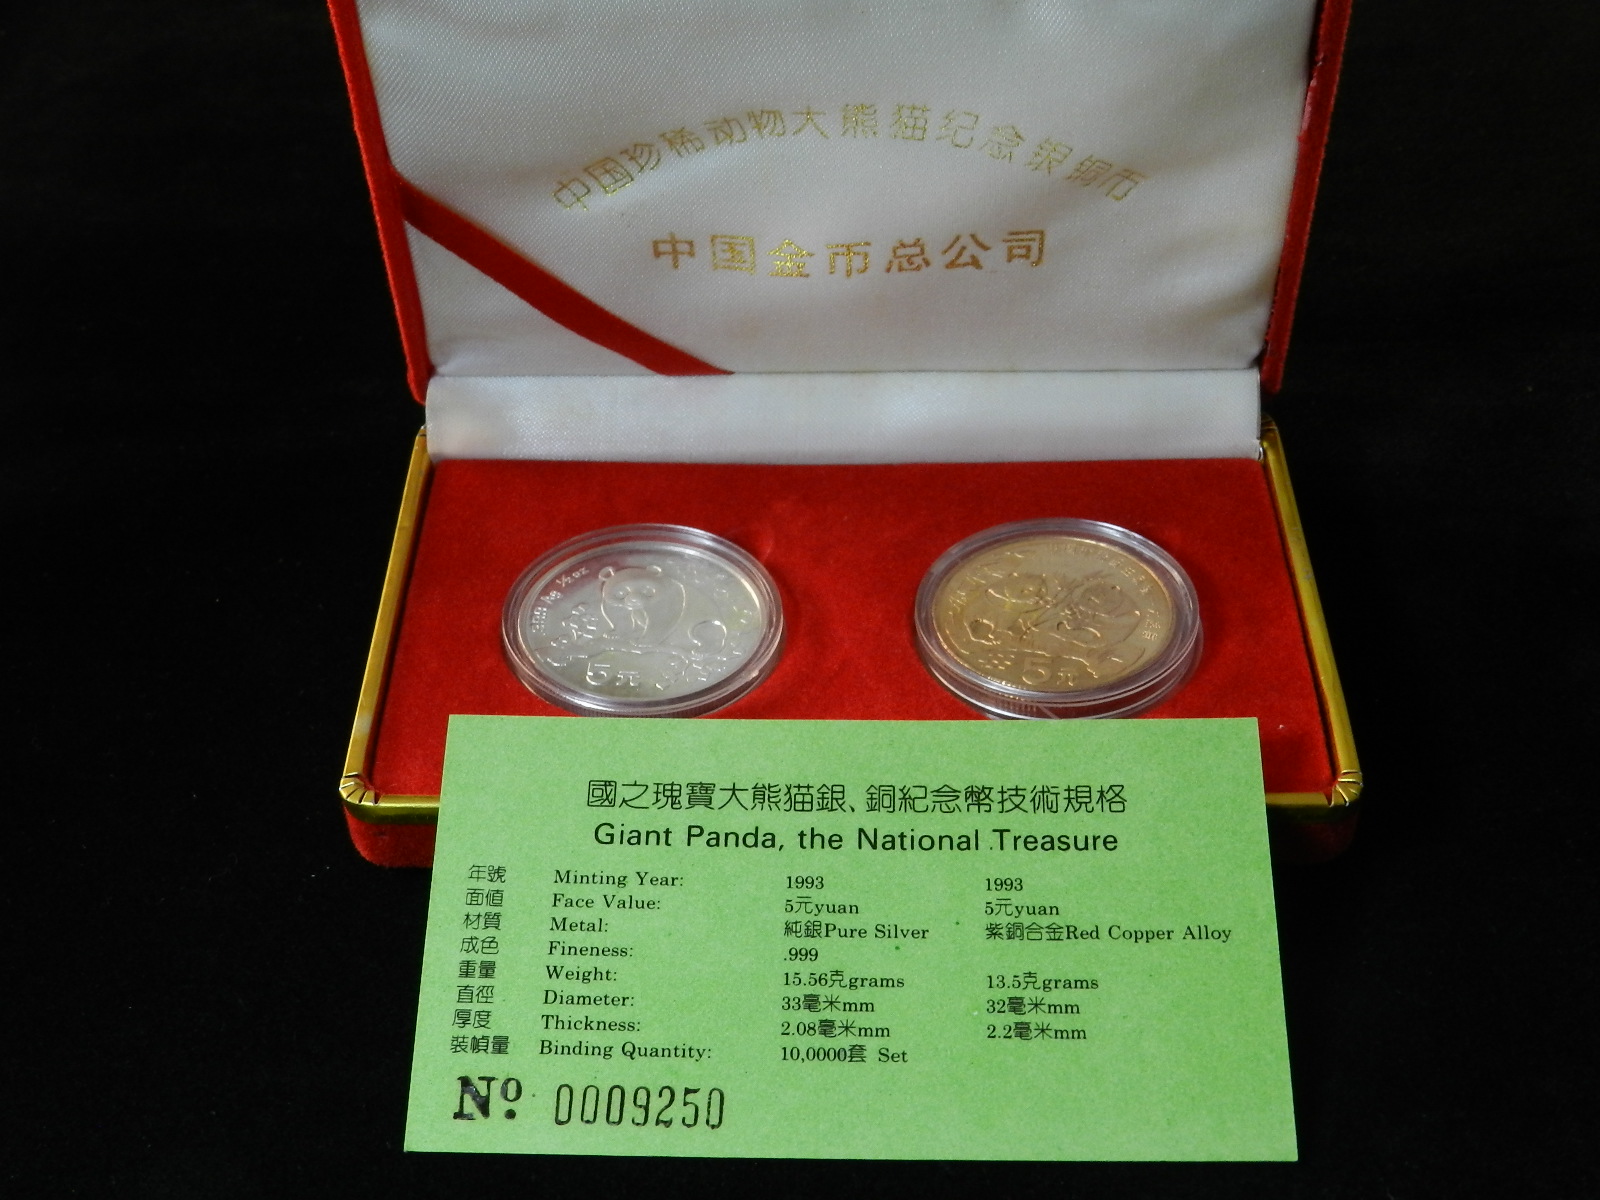 中国珍稀动物大熊猫纪念银铜币
中国金币总公司
.999 Ag ½ oz
5元
5元
國之瑰寶大熊猫銀、銅紀念幣技術規格
Giant Panda, the National Treasure
年號 Minting Year: 1993 1993
面値 Face Value: 5元yuan 5元yuan
材質 Metal: 純銀Pure Silver 紫銅合金Red Copper Alloy
成色 Fineness: .999
重量 Weight: 15.56克grams 13.5克grams
直徑 Diameter: 33毫米mm 32毫米mm
厚度 Thickness: 2.08毫米mm 2.2毫米mm
裝幀量 Binding Quantity: 10,0000套 Set
Nº. 0009250